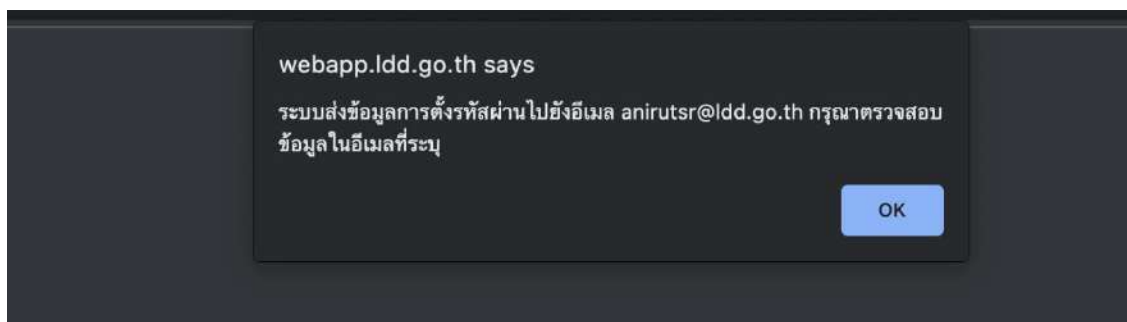 webapp.ldd.go.th says
ระบบส่งข้อมูลการตั้งรหัสผ่านไปยังอีเมล anirutsr@ldd.go.th กรุณาตรวจสอบ
ข้อมูลในอีเมลที่ระบุ
OK